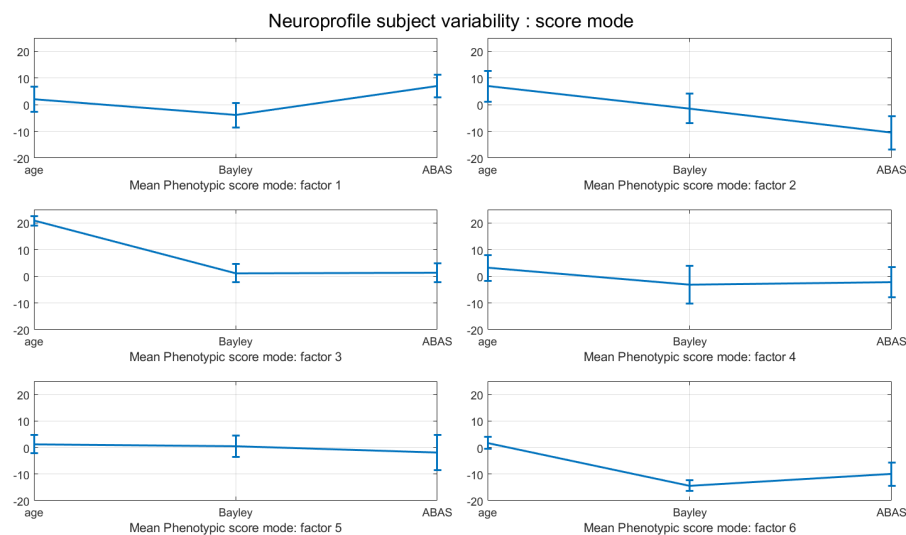 Neuroprofile subject variability : score mode
20
10
0
-10
-20
age Bayley ABAS
Mean Phenotypic score mode: factor 1
20
10
0
-10
-20
age Bayley ABAS
Mean Phenotypic score mode: factor 2
20
10
0
-10
-20
age Bayley ABAS
Mean Phenotypic score mode: factor 3
20
10
0
-10
-20
age Bayley ABAS
Mean Phenotypic score mode: factor 4
20
10
0
-10
-20
age Bayley ABAS
Mean Phenotypic score mode: factor 5
20
10
0
-10
-20
age Bayley ABAS
Mean Phenotypic score mode: factor 6